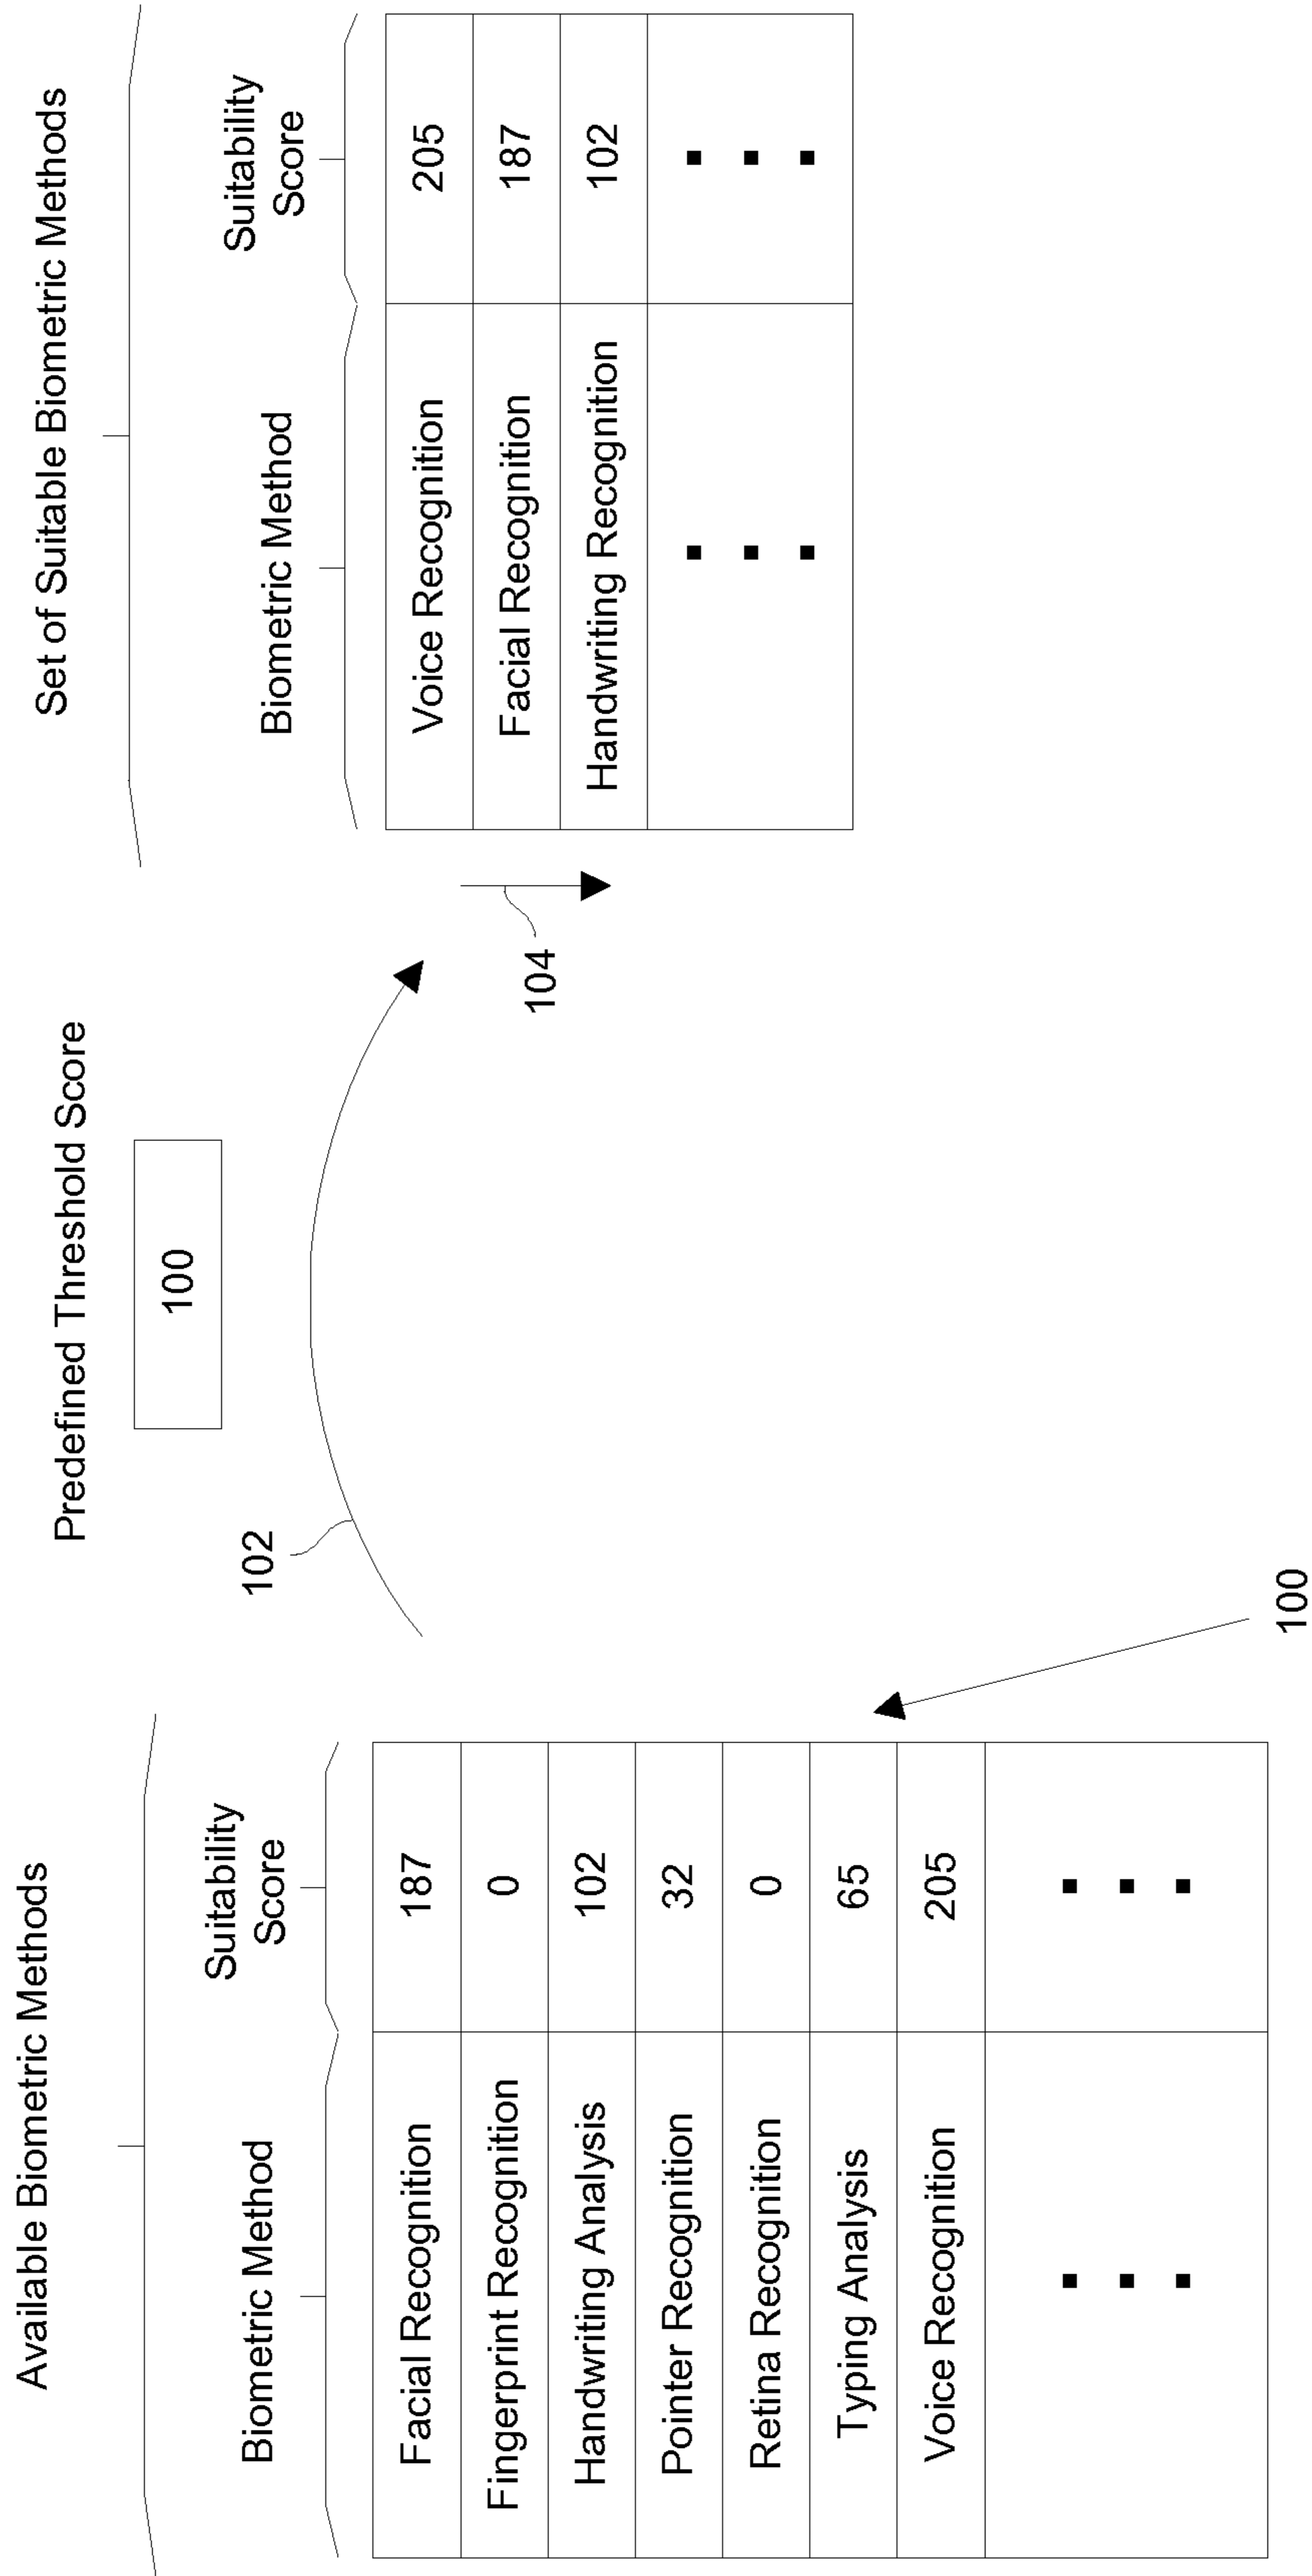 Available Biometric Methods
Biometric Method
Suitability
Score
Facial Recognition 187
Fingerprint Recognition 0
Handwriting Analysis 102
Pointer Recognition 32
Retina Recognition 0
Typing Analysis 65
Voice Recognition 205
Predefined Threshold Score
100
102
104
100
Set of Suitable Biometric Methods
Biometric Method
Suitability
Score
Voice Recognition 205
Facial Recognition 187
Handwriting Recognition 102